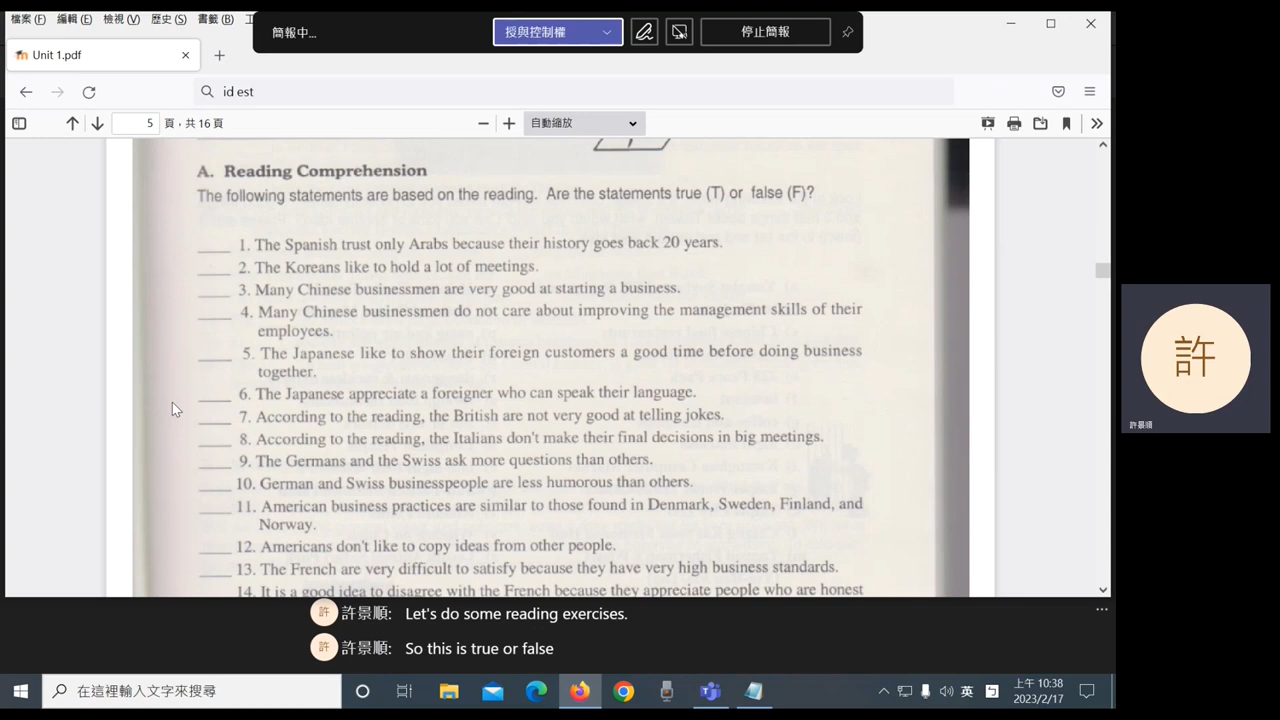 檔案(F) 編輯(E) 檢視(V) 歷史(S) 書籤(B) 工
簡報中...
授與控制權
停止簡報
Unit 1.pdf
id est
5 頁，共 16 頁
自動縮放
A. Reading Comprehension
The following statements are based on the reading. Are the statements true (T) or false (F)?
____ 1. The Spanish trust only Arabs because their history goes back 20 years.
____ 2. The Koreans like to hold a lot of meetings.
____ 3. Many Chinese businessmen are very good at starting a business.
____ 4. Many Chinese businessmen do not care about improving the management skills of their
employees.
____ 5. The Japanese like to show their foreign customers a good time before doing business
together.
____ 6. The Japanese appreciate a foreigner who can speak their language.
____ 7. According to the reading, the British are not very good at telling jokes.
____ 8. According to the reading, the Italians don't make their final decisions in big meetings.
____ 9. The Germans and the Swiss ask more questions than others.
____ 10. German and Swiss businesspeople are less humorous than others.
____ 11. American business practices are similar to those found in Denmark, Sweden, Finland, and
Norway.
____ 12. Americans don't like to copy ideas from other people.
____ 13. The French are very difficult to satisfy because they have very high business standards.
14. It is a good idea to disagree with the French because they appreciate people who are honest
許
許景順
許 許景順: Let's do some reading exercises.
許 許景順: So this is true or false
在這裡輸入文字來搜尋
英
上午 10:38
2023/2/17